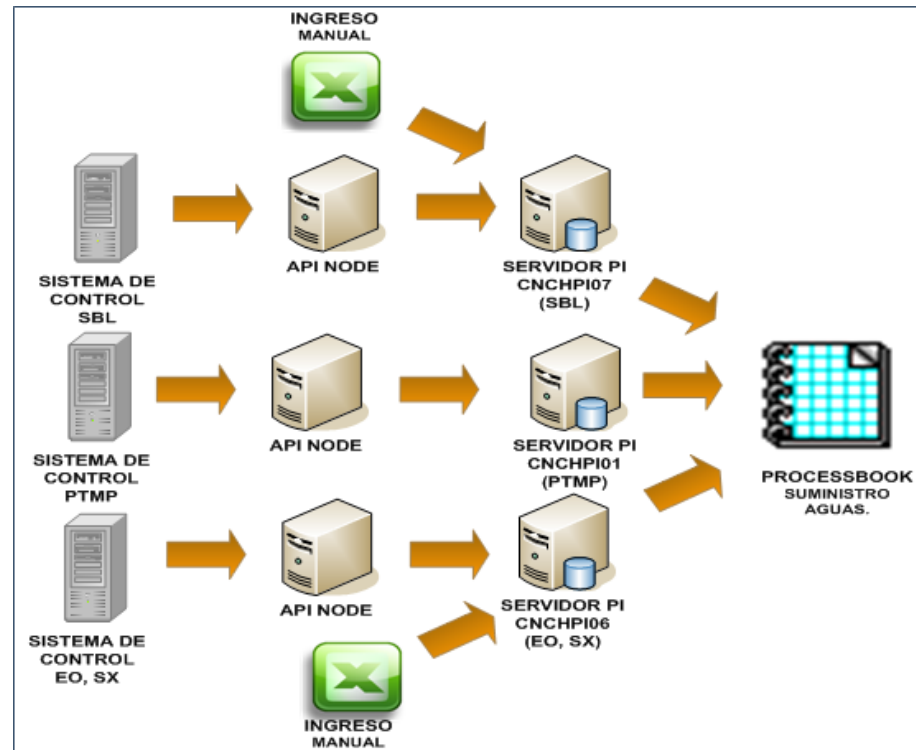 INGRESO
MANUAL
SISTEMA DE
CONTROL
SBL
API NODE
SERVIDOR PI
CNCHPI07
(SBL)
SISTEMA DE
CONTROL
PTMP
API NODE
SERVIDOR PI
CNCHPI01
(PTMP)
PROCESSBOOK
SUMINISTRO
AGUAS.
SISTEMA DE
CONTROL
EO, SX
API NODE
SERVIDOR PI
CNCHPI06
(EO, SX)
INGRESO
MANUAL